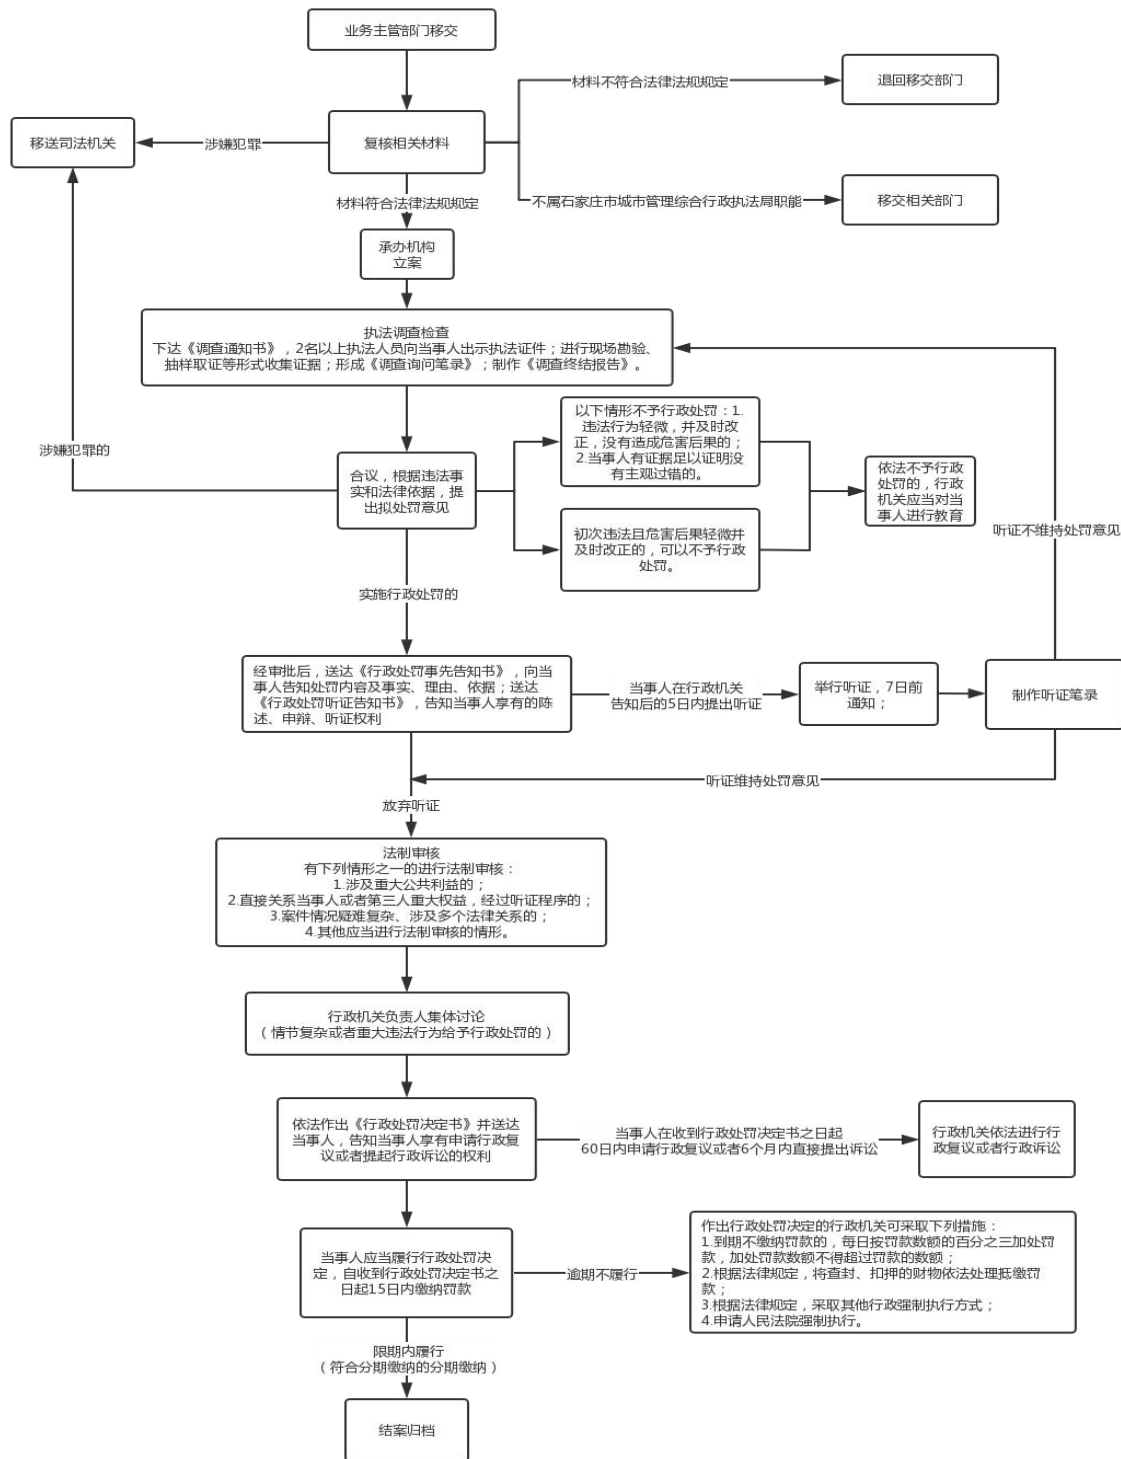 业务主管部门移交
材料不符合法律法规规定
退回移交部门
移送司法机关
涉嫌犯罪
复核相关材料
材料符合法律法规规定
不属石家庄市城市管理综合行政执法局职能
移交相关部门
承办机构
立案
执法调查检查
下达《调查通知书》，2名以上执法人员向当事人出示执法证件；进行现场勘验、
抽样取证等形式收集证据；形成《调查询问笔录》；制作《调查终结报告》。
涉嫌犯罪的
合议，根据违法事
实和法律依据，提
出拟处罚意见
以下情形不予行政处罚：1.
违法行为轻微，并及时改
正，没有造成危害后果的；
2.当事人有证据足以证明没
有主观过错的。
初次违法且危害后果轻微并
及时改正的，可以不予行政
处罚。
依法不予行政
处罚的，行政
机关应当对当
事人进行教育
听证不维持处罚意见
实施行政处罚的
经审批后，送达《行政处罚事先告知书》，向当
事人告知处罚内容及事实、理由、依据；送达
《行政处罚听证告知书》，告知当事人享有的陈
述、申辩、听证权利
当事人在行政机关
告知后的5日内提出听证
举行听证，7日前
通知；
制作听证笔录
听证维持处罚意见
放弃听证
法制审核
有下列情形之一的进行法制审核：
1.涉及重大公共利益的；
2.直接关系当事人或者第三人重大权益，经过听证程序的；
3.案件情况疑难复杂、涉及多个法律关系的；
4.其他应当进行法制审核的情形。
行政机关负责人集体讨论
（情节复杂或者重大违法行为给予行政处罚的）
依法作出《行政处罚决定书》并送达
当事人，告知当事人享有申请行政复
议或者提起行政诉讼的权利
当事人在收到行政处罚决定书之日起
60日内申请行政复议或者6个月内直接提出诉讼
行政机关依法进行行
政复议或者行政诉讼
当事人应当履行行政处罚决
定，自收到行政处罚决定书之
日起15日内缴纳罚款
逾期不履行
作出行政处罚决定的行政机关可采取下列措施：
1.到期不缴纳罚款的，每日按罚款数额的百分之三加处罚
款，加处罚款数额不得超过罚款的数额；
2.根据法律规定，将查封、扣押的财物依法处理抵缴罚
款；
3.根据法律规定，采取其他行政强制执行方式；
4.申请人民法院强制执行。
限期内履行
（符合分期缴纳的分期缴纳）
结案归档